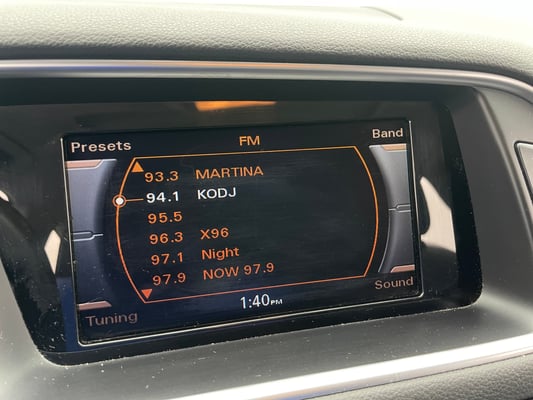 Presets FM Band
93.3 MARTINA
94.1 KODJ
95.5
96.3 X96
97.1 Night
97.9 NOW 97.9
Tuning 1:40PM Sound